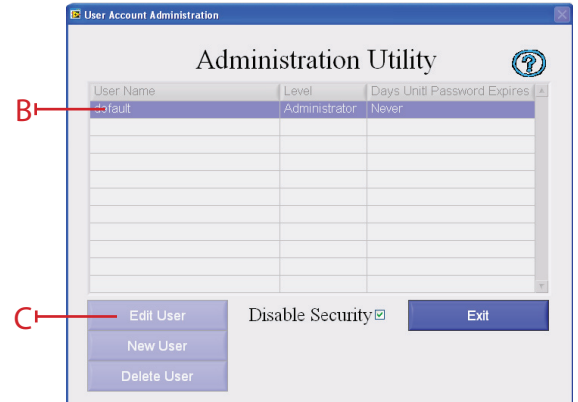 User Account Administration
Administration Utility
?
User Name Level Days Unitl Password Expires
B default Administrator Never
C Edit User Disable Security Exit
New User
Delete User